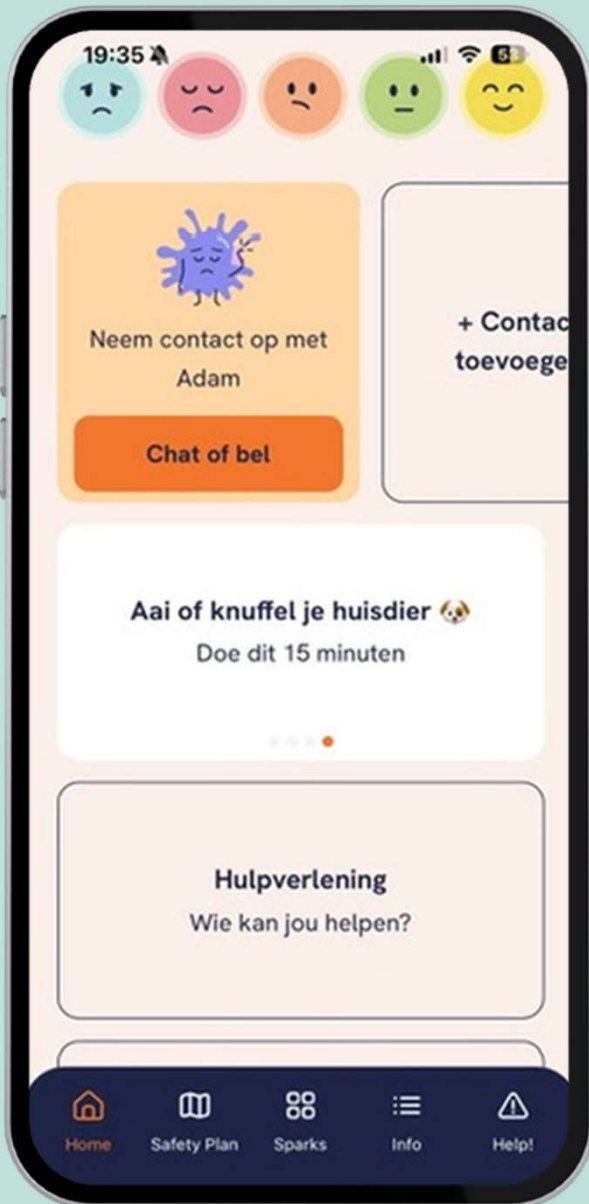 19:35
Neem contact op met
Adam
Chat of bel
+ Contac
toevoege
Aai of knuffel je huisdier 🐶
Doe dit 15 minuten
Hulpverlening
Wie kan jou helpen?
Home
Safety Plan
Sparks
Info
Help!